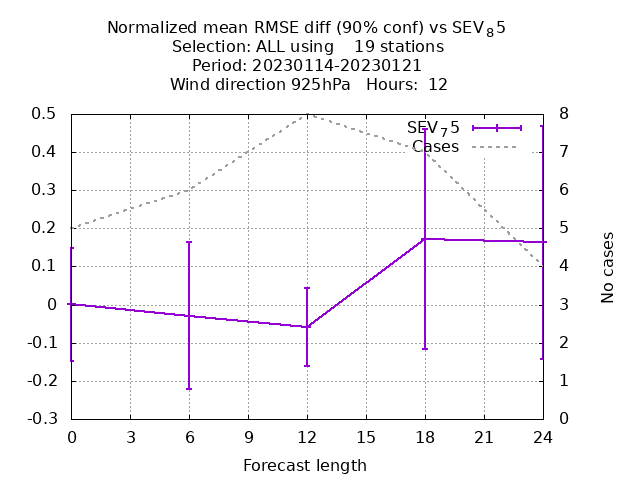 Normalized mean RMSE diff (90% conf) vs SEV₈5
Selection: ALL using    19 stations
Period: 20230114-20230121
Wind direction 925hPa   Hours:  12
SEV₇5
Cases
0.5
0.4
0.3
0.2
0.1
0
-0.1
-0.2
-0.3
8
7
6
5
4
3
2
1
0
No cases
0 3 6 9 12 15 18 21 24
Forecast length